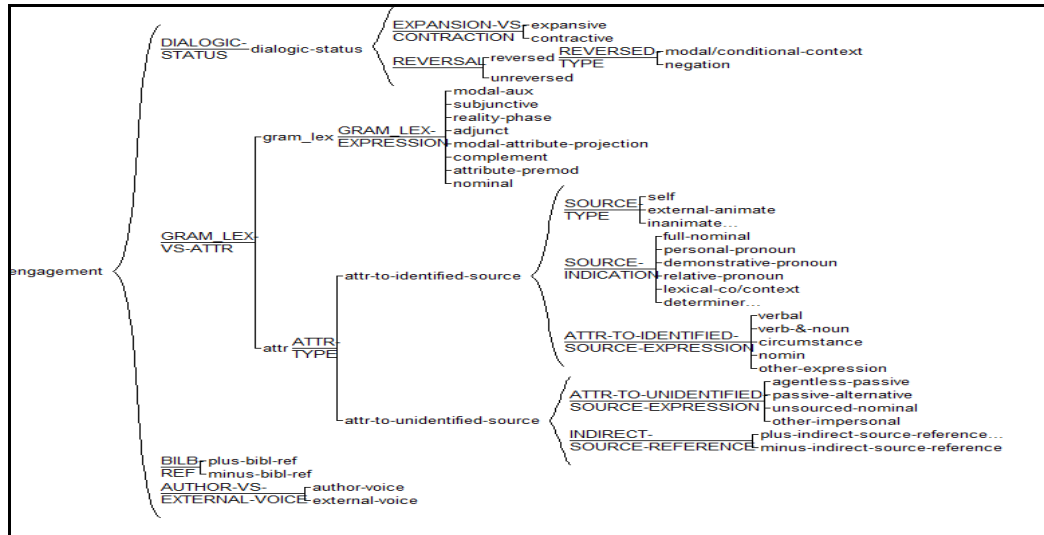 EXPANSION-VS expansive
CONTRACTION contractive
DIALOGIC- dialogic-status
STATUS
REVERSAL reversed REVERSED modal/conditional-context
TYPE negation
unreversed
modal-aux
subjunctive
reality-phase
gram_lex GRAM_LEX- adjunct
EXPRESSION modal-attribute-projection
complement
attribute-premod
nominal
SOURCE self
TYPE external-animate
inanimate...
GRAM_LEX
VS-ATTR
full-nominal
personal-pronoun
SOURCE- demonstrative-pronoun
INDICATION relative-pronoun
lexical-co/context
determiner...
engagement
attr-to-identified-source
verbal
ATTR-TO-IDENTIFIED- verb-&-noun
SOURCE-EXPRESSION circumstance
nomin
other-expression
attr ATTR-
TYPE
agentless-passive
ATTR-TO-UNIDENTIFIED passive-alternative
SOURCE-EXPRESSION unsourced-nominal
other-impersonal
attr-to-unidentified-source
INDIRECT- plus-indirect-source-reference...
SOURCE-REFERENCE minus-indirect-source-reference
BILB plus-bibl-ref
REF minus-bibl-ref
AUTHOR-VS- author-voice
EXTERNAL-VOICE external-voice